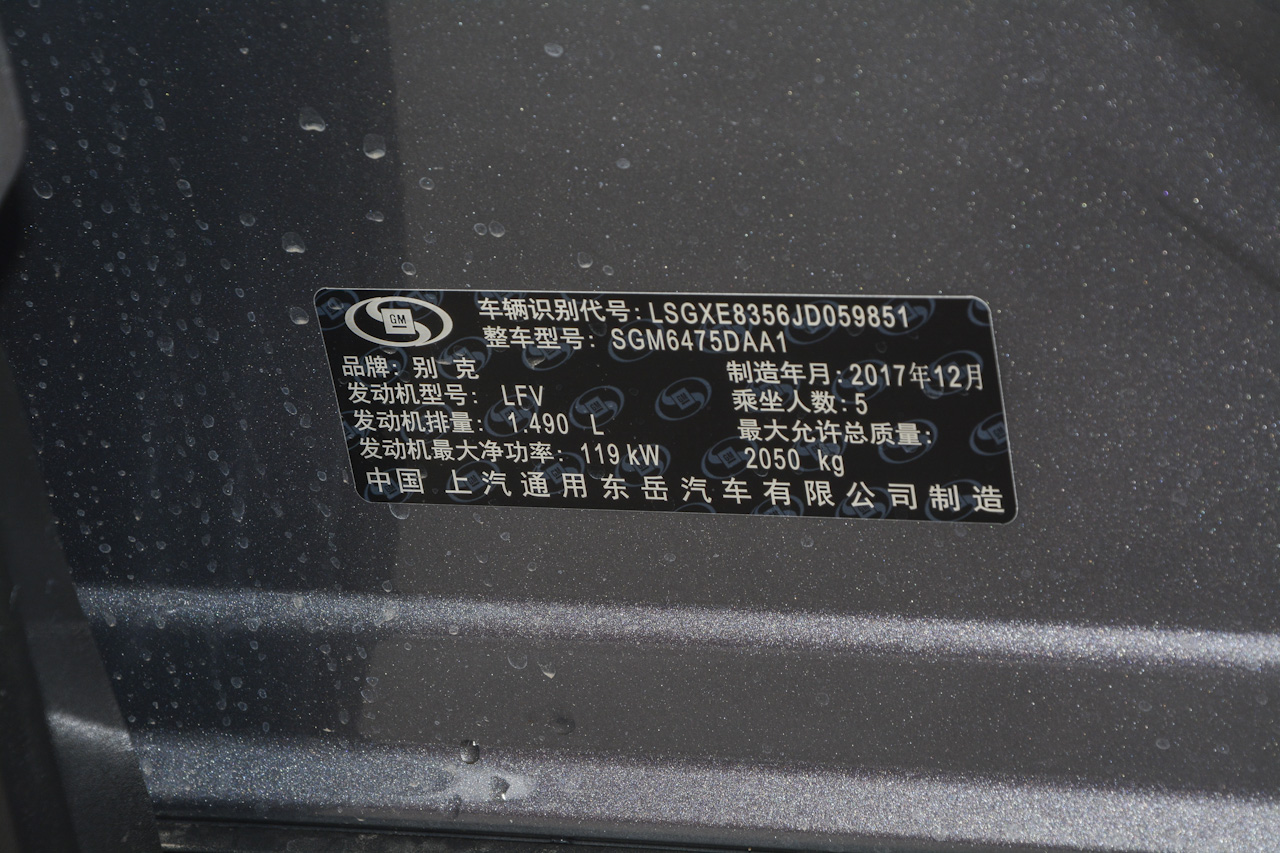 GM
车辆识别代号: LSGXE8356JD059851
整车型号: SGM6475DAA1
品牌: 别 克
制造年月: 2017年12月
发动机型号: LFV
乘坐人数: 5
发动机排量: 1.490 L
最大允许总质量:
发动机最大净功率: 119 kW
2050 kg
中国 上汽通用东岳汽车有限公司制造